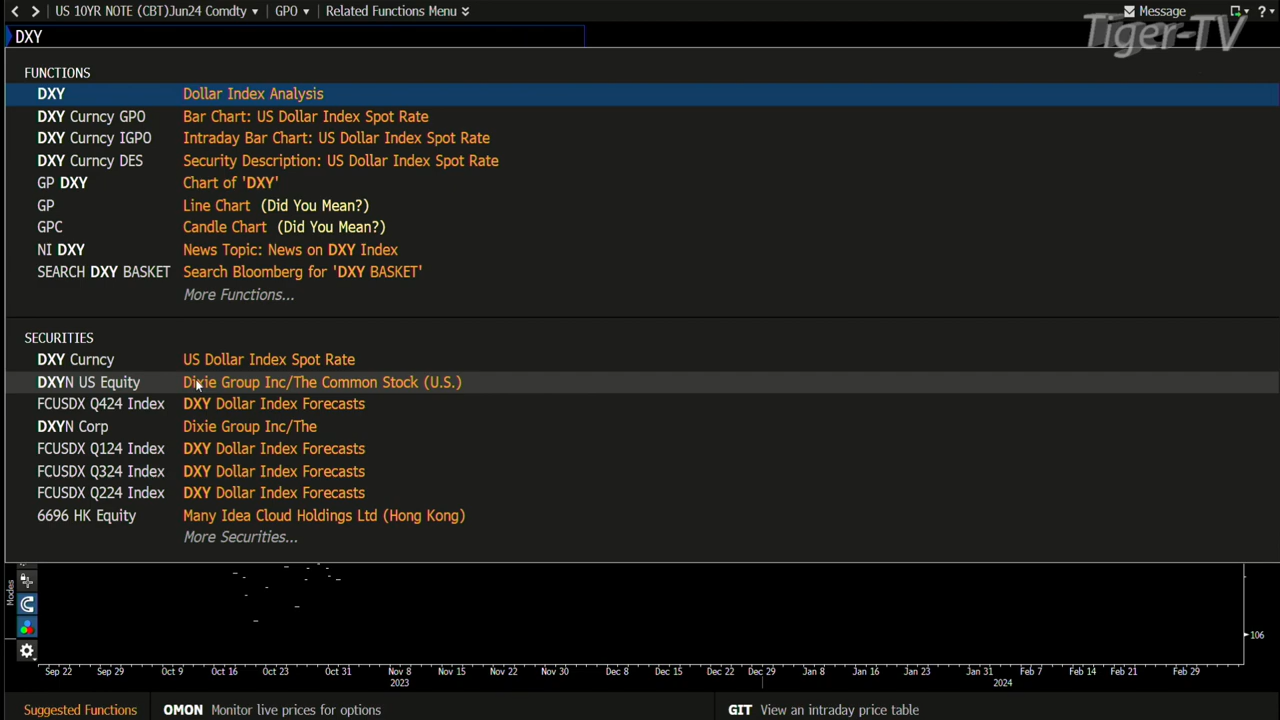 US 10YR NOTE (CBT)Jun24 Comdty GPO Related Functions Menu Message ?
Tiger-TV
DXY
FUNCTIONS
DXY Dollar Index Analysis
DXY Curncy GPO Bar Chart: US Dollar Index Spot Rate
DXY Curncy IGPO Intraday Bar Chart: US Dollar Index Spot Rate
DXY Curncy DES Security Description: US Dollar Index Spot Rate
GP DXY Chart of 'DXY'
GP Line Chart (Did You Mean?)
GPC Candle Chart (Did You Mean?)
NI DXY News Topic: News on DXY Index
SEARCH DXY BASKET Search Bloomberg for 'DXY BASKET'
More Functions...
SECURITIES
DXY Curncy US Dollar Index Spot Rate
DXYN US Equity Dixie Group Inc/The Common Stock (U.S.)
FCUSDX Q424 Index DXY Dollar Index Forecasts
DXYN Corp Dixie Group Inc/The
FCUSDX Q124 Index DXY Dollar Index Forecasts
FCUSDX Q324 Index DXY Dollar Index Forecasts
FCUSDX Q224 Index DXY Dollar Index Forecasts
6696 HK Equity Many Idea Cloud Holdings Ltd (Hong Kong)
More Securities...
Modes
106
Sep 22 Sep 29 Oct 9 Oct 16 Oct 23 Oct 31 Nov 8 Nov 15 Nov 22 Nov 30 Dec 8 Dec 15 Dec 22 Dec 29 Jan 8 Jan 16 Jan 23 Jan 31 Feb 7 Feb 14 Feb 21 Feb 29
2023 2024
Suggested Functions OMON Monitor live prices for options GIT View an intraday price table